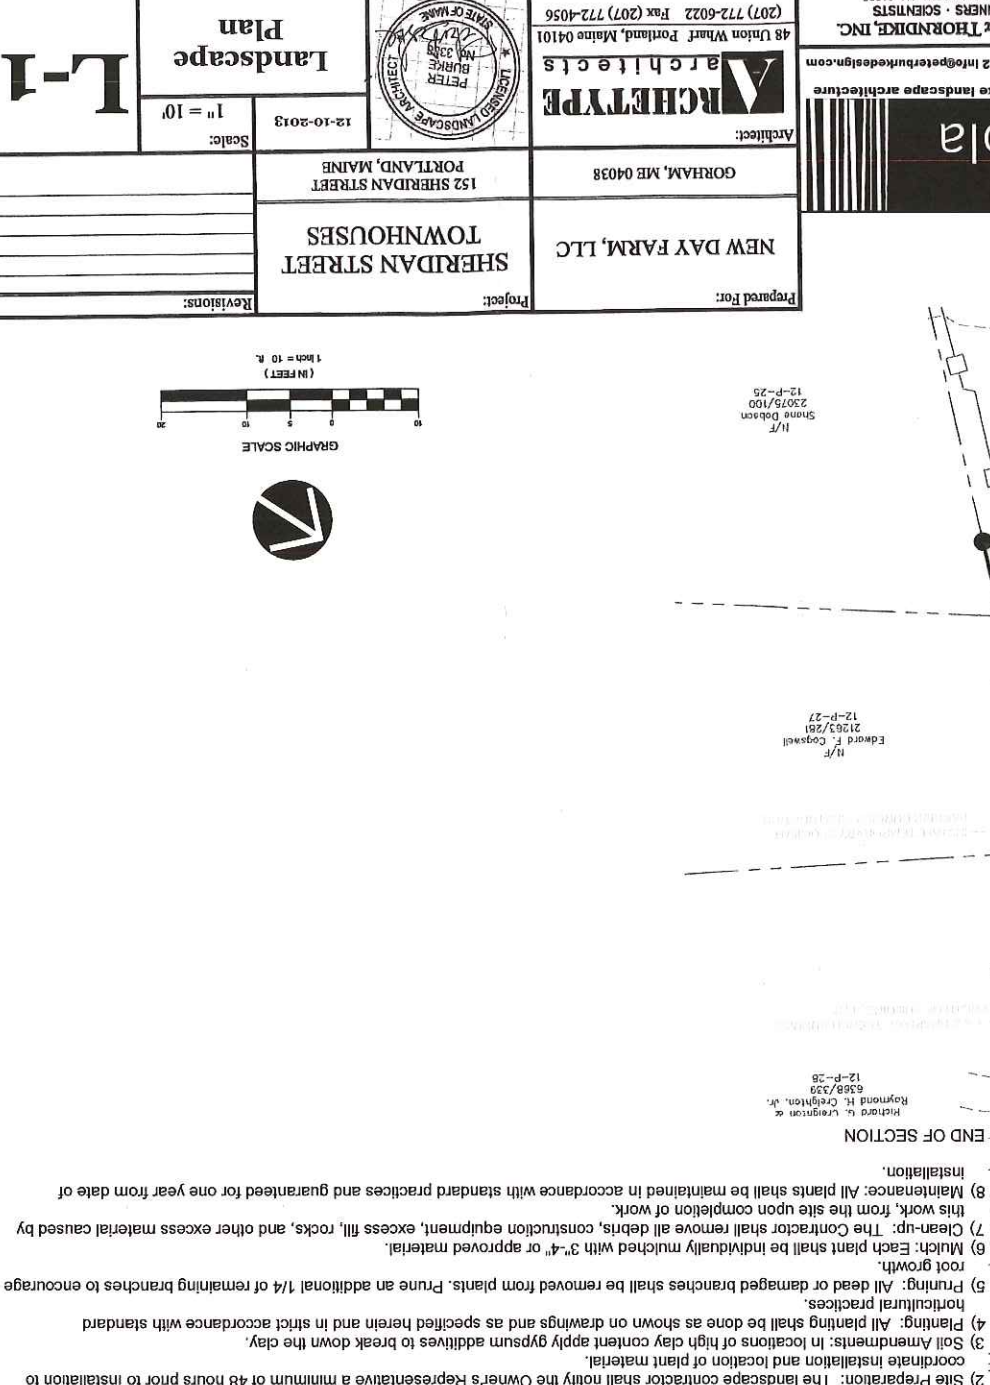 2) Site Preparation: The landscape contractor shall notify the Owner's Representative a minimum of 48 hours prior to installation to
coordinate installation and location of plant material.
3) Soil Amendments: In locations of high clay content apply gypsum additives to break down the clay.
4) Planting: All planting shall be done as shown on drawings and as specified herein and in strict accordance with standard
horticultural practices.
5) Pruning: All dead or damaged branches shall be removed from plants. Prune an additional 1/4 of remaining branches to encourage
root growth.
6) Mulch: Each plant shall be individually mulched with 3"-4" or approved material.
7) Clean-up: The Contractor shall remove all debris, construction equipment, excess fill, rocks, and other excess material caused by
this work, from the site upon completion of work.
8) Maintenance: All plants shall be maintained in accordance with standard practices and guaranteed for one year from date of
installation.
END OF SECTION
Richard G. Creighton &
Raymond H. Creighton, Jr.
6368/339
12-P-28
N/F
Edward F. Cogswell
21263/281
12-P-27
N/F
Shane Dobson
23075/100
12-P-25
GRAPHIC SCALE
10 0 5 10 20
( IN FEET )
1 inch = 10 ft.
Prepared For:
NEW DAY FARM, LLC
GORHAM, ME 04038
Project:
SHERIDAN STREET
TOWNHOUSES
152 SHERIDAN STREET
PORTLAND, MAINE
Revisions:
Architect:
ARCHETYPE
architects
48 Union Wharf Portland, Maine 04101
(207) 772-6022 Fax (207) 772-4056
LICENSED LANDSCAPE ARCHITECT
PETER
BURKE
No. 3379
STATE OF MAINE
12-10-2013
Scale:
1" = 10'
Landscape
Plan
L-1
landscape architecture
2 info@peterburkedesign.com
THORNDIKE, INC.
NERS · SCIENTISTS